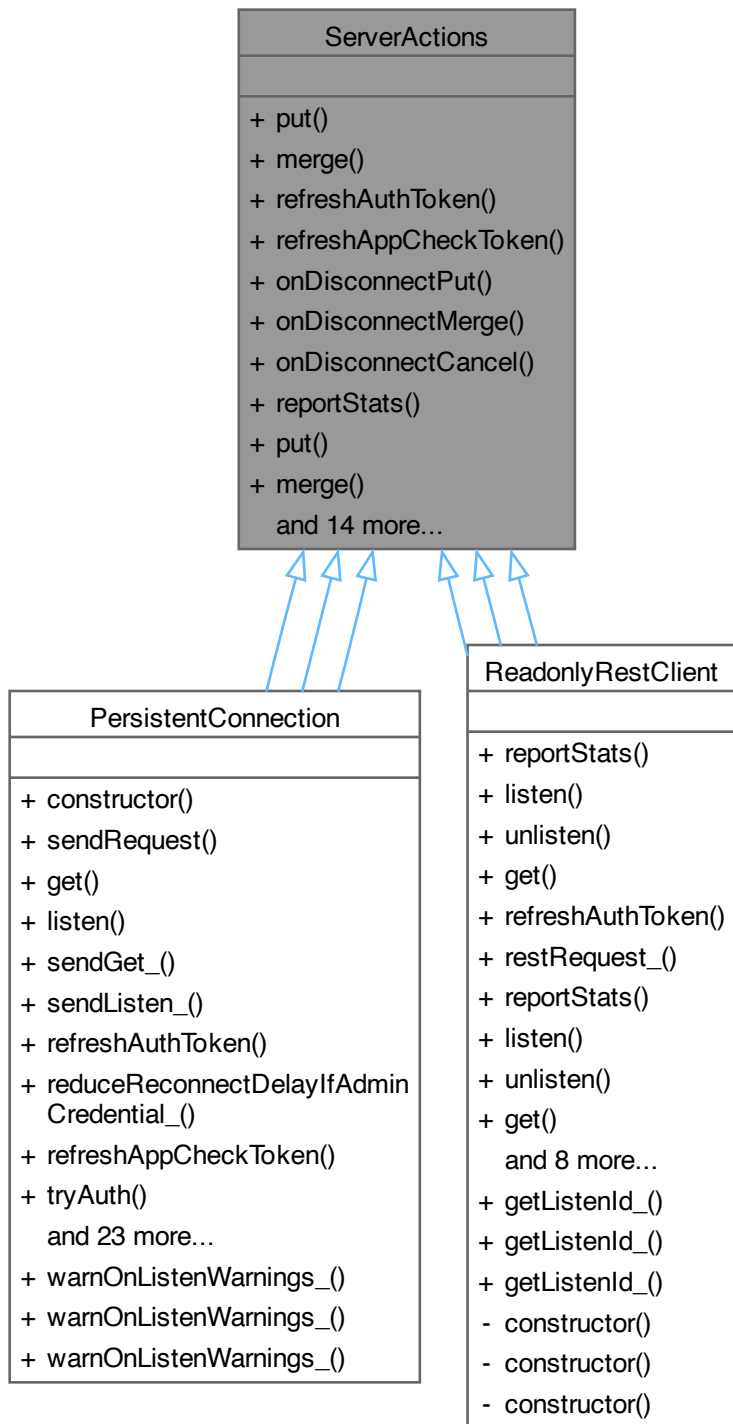 ServerActions
+ put()
+ merge()
+ refreshAuthToken()
+ refreshAppCheckToken()
+ onDisconnectPut()
+ onDisconnectMerge()
+ onDisconnectCancel()
+ reportStats()
+ put()
+ merge()
and 14 more...
PersistentConnection
+ constructor()
+ sendRequest()
+ get()
+ listen()
+ sendGet_()
+ sendListen_()
+ refreshAuthToken()
+ reduceReconnectDelayIfAdmin
Credential_()
+ refreshAppCheckToken()
+ tryAuth()
and 23 more...
+ warnOnListenWarnings_()
+ warnOnListenWarnings_()
+ warnOnListenWarnings_()
ReadonlyRestClient
+ reportStats()
+ listen()
+ unlisten()
+ get()
+ refreshAuthToken()
+ restRequest_()
+ reportStats()
+ listen()
+ unlisten()
+ get()
and 8 more...
+ getListenId_()
+ getListenId_()
+ getListenId_()
- constructor()
- constructor()
- constructor()